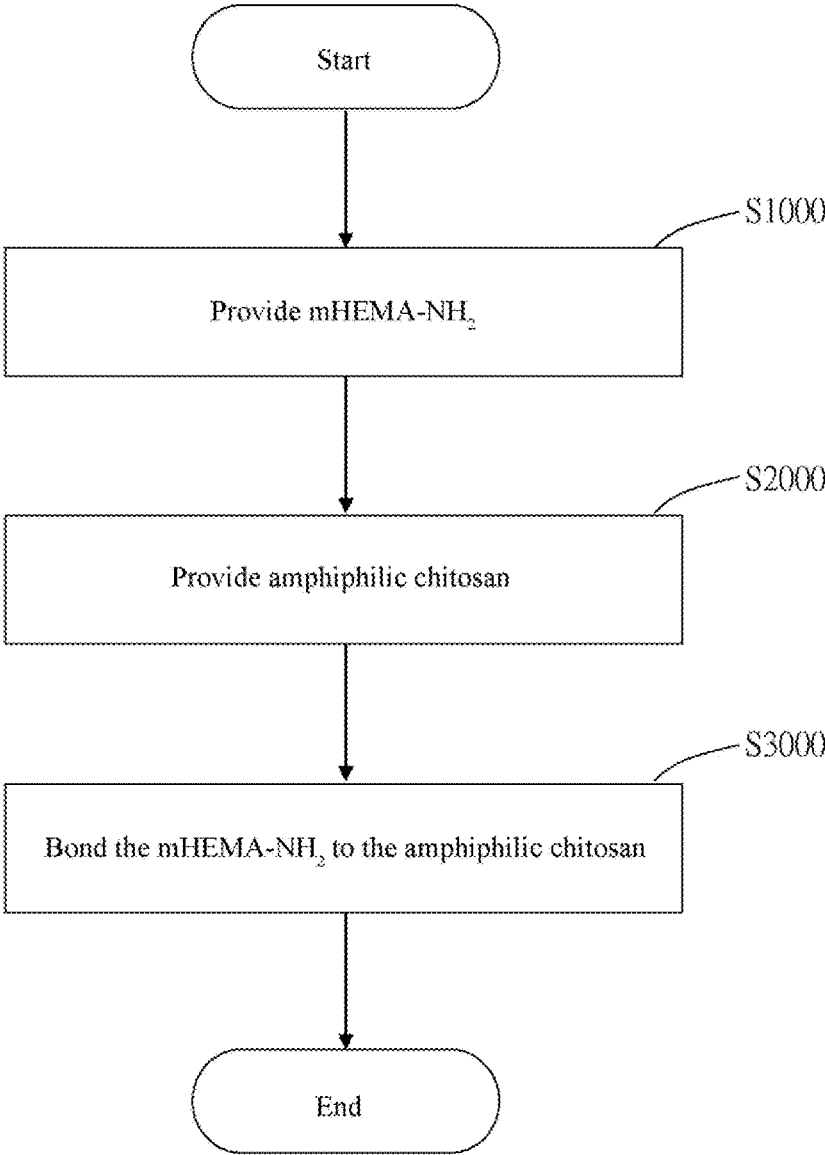 Start
S1000
Provide mHEMA-NH₂
S2000
Provide amphiphilic chitosan
S3000
Bond the mHEMA-NH₂ to the amphiphilic chitosan
End